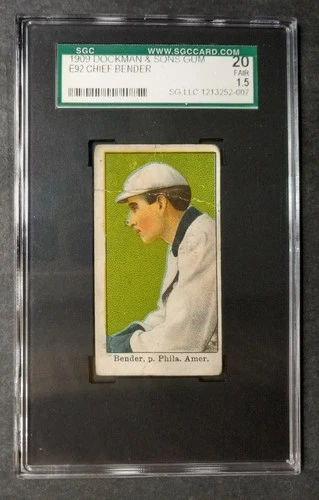 SGC
WWW.SGCCARD.COM
1909 DOCKMAN & SONS GUM
E92 CHIEF BENDER
20
FAIR
1.5
SG LLC 1213252-007
Bender, p. Phila. Amer.